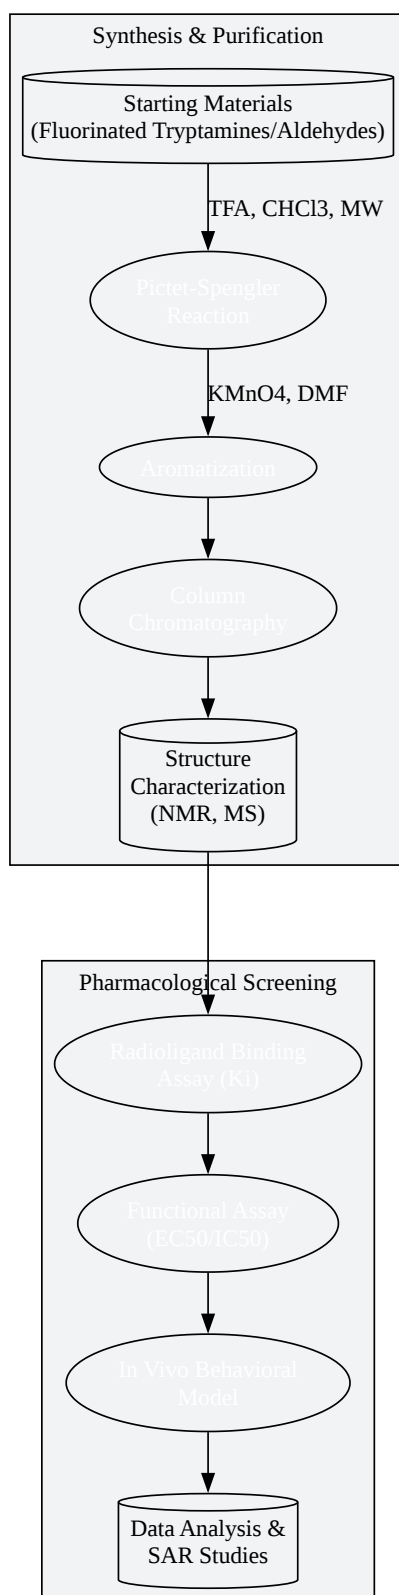 Synthesis & Purification
Starting Materials
(Fluorinated Tryptamines/Aldehydes)
TFA, CHCl3, MW
Pictet-Spengler
Reaction
KMnO4, DMF
Aromatization
Column
Chromatography
Structure
Characterization
(NMR, MS)
Pharmacological Screening
Radioligand Binding
Assay (Ki)
Functional Assay
(EC50/IC50)
In Vivo Behavioral
Model
Data Analysis &
SAR Studies